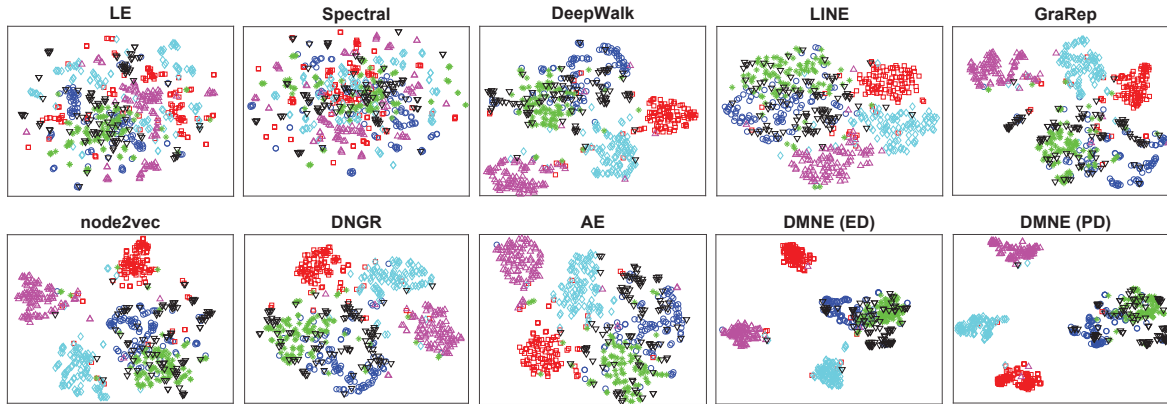 LE
Spectral
DeepWalk
LINE
GraRep
node2vec
DNGR
AE
DMNE (ED)
DMNE (PD)